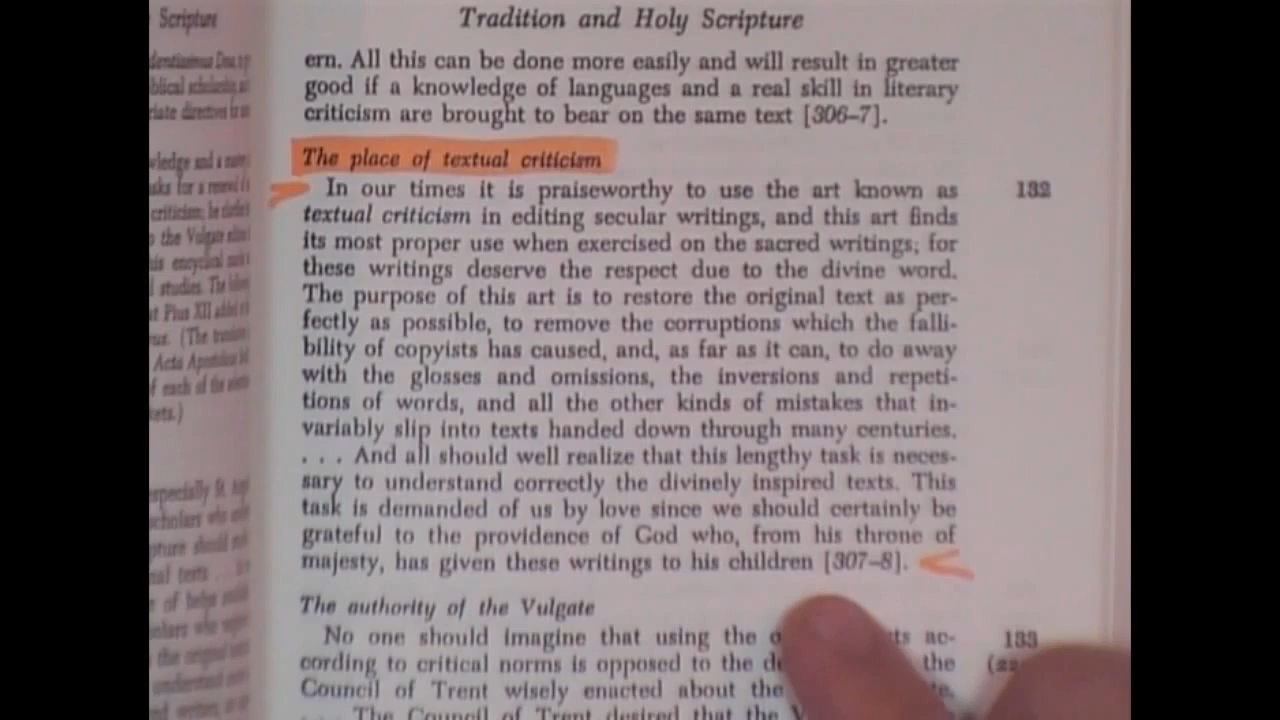 Scripture
Tradition and Holy Scripture
ern. All this can be done more easily and will result in greater
good if a knowledge of languages and a real skill in literary
criticism are brought to bear on the same text [306–7].
The place of textual criticism
In our times it is praiseworthy to use the art known as 132
textual criticism in editing secular writings, and this art finds
its most proper use when exercised on the sacred writings; for
these writings deserve the respect due to the divine word.
The purpose of this art is to restore the original text as per-
fectly as possible, to remove the corruptions which the falli-
bility of copyists has caused, and, as far as it can, to do away
with the glosses and omissions, the inversions and repeti-
tions of words, and all the other kinds of mistakes that in-
variably slip into texts handed down through many centuries.
. . . And all should well realize that this lengthy task is neces-
sary to understand correctly the divinely inspired texts. This
task is demanded of us by love since we should certainly be
grateful to the providence of God who, from his throne of
majesty, has given these writings to his children [307–8].
The authority of the Vulgate
No one should imagine that using the ac- 133
cording to critical norms is opposed to the the
Council of Trent wisely enacted about the
. . . The Council of Trent desired that the